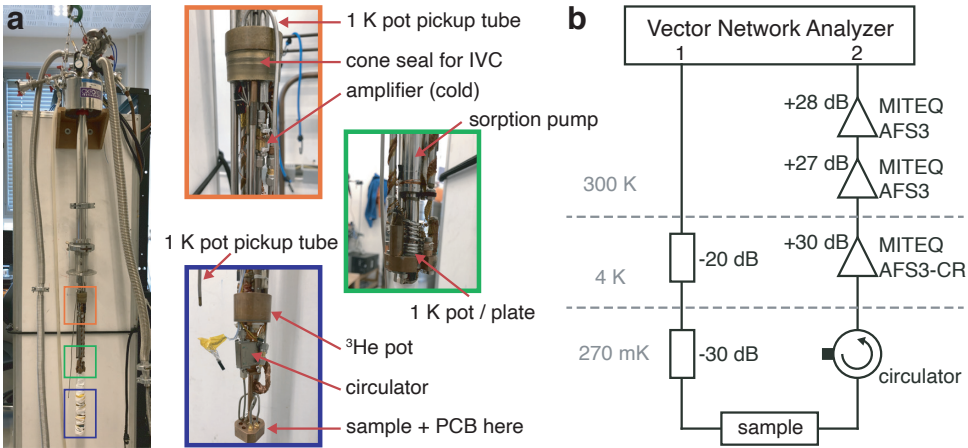 a
1 K pot pickup tube
cone seal for IVC
amplifier (cold)
sorption pump
1 K pot / plate
1 K pot pickup tube
³He pot
circulator
sample + PCB here
b
Vector Network Analyzer
1 2
+28 dB
MITEQ
AFS3
+27 dB
MITEQ
AFS3
300 K
-20 dB
+30 dB
MITEQ
AFS3-CR
4 K
270 mK
-30 dB
circulator
sample